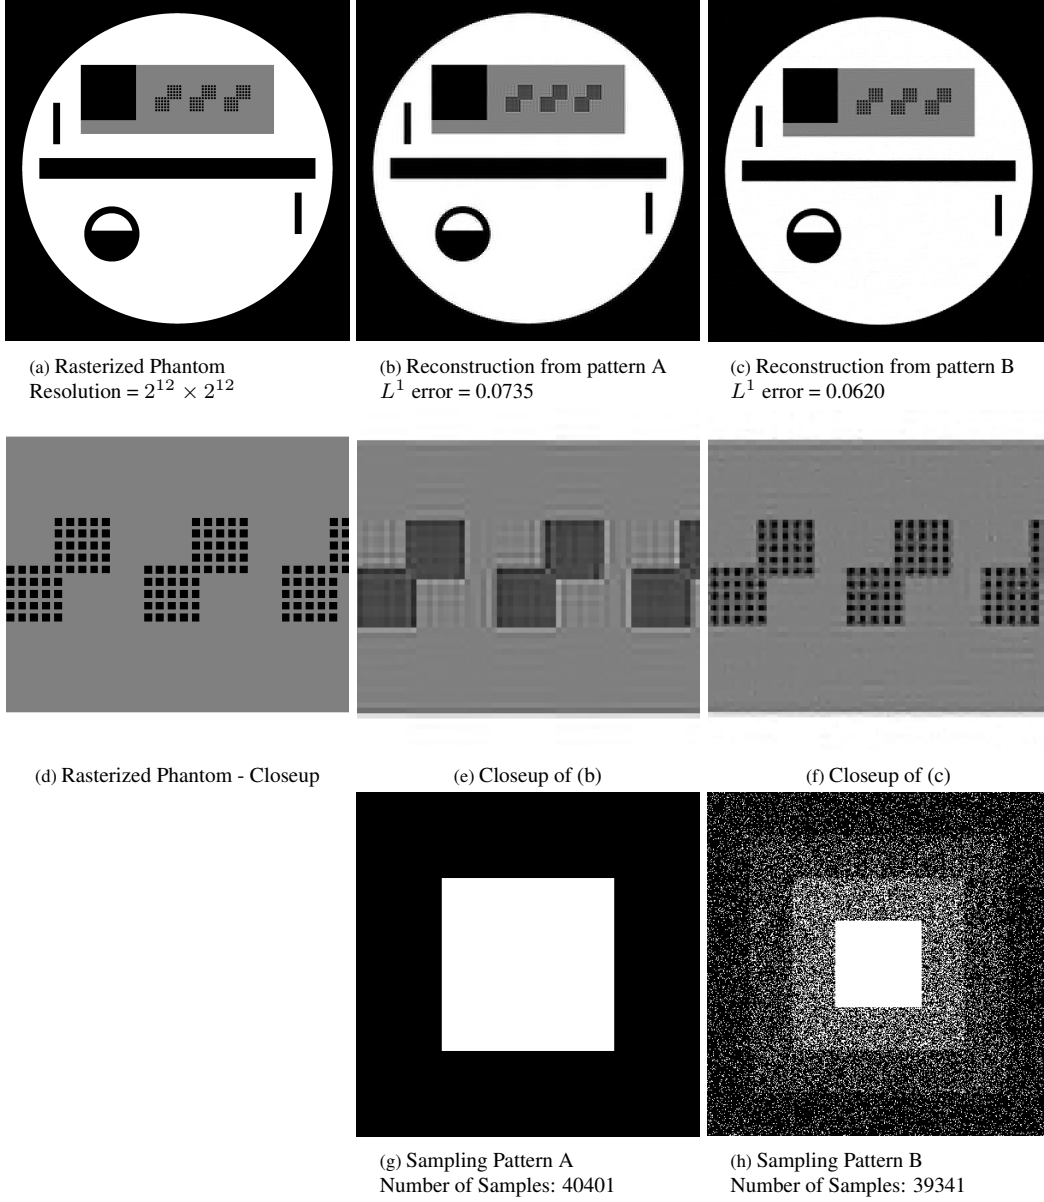 (a) Rasterized Phantom
Resolution = 2^12 × 2^12
(b) Reconstruction from pattern A
L^1 error = 0.0735
(c) Reconstruction from pattern B
L^1 error = 0.0620
(d) Rasterized Phantom - Closeup
(e) Closeup of (b)
(f) Closeup of (c)
(g) Sampling Pattern A
Number of Samples: 40401
(h) Sampling Pattern B
Number of Samples: 39341